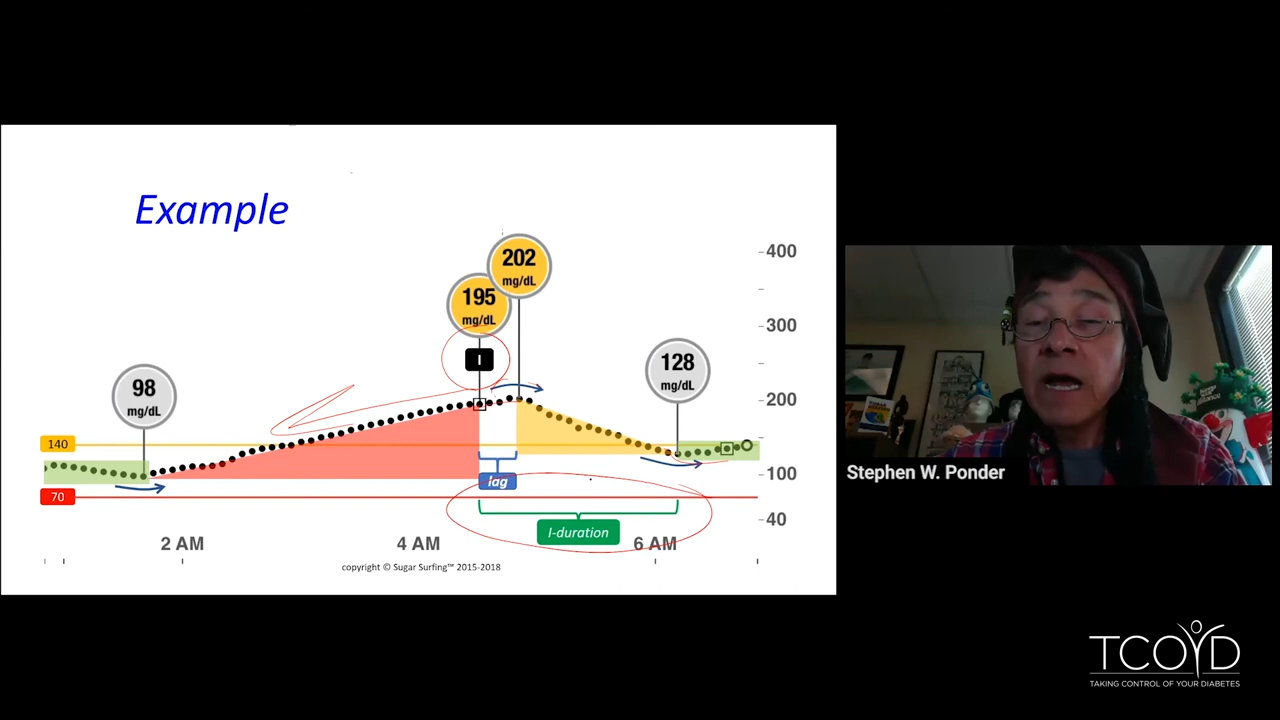 Example
400
202
mg/dL
195
mg/dL
300
I
128
mg/dL
98
mg/dL
200
140
100
lag
70
40
I-duration
2 AM
4 AM
6 AM
copyright © Sugar Surfing™ 2015-2018
Stephen W. Ponder
TCOYD
TAKING CONTROL OF YOUR DIABETES